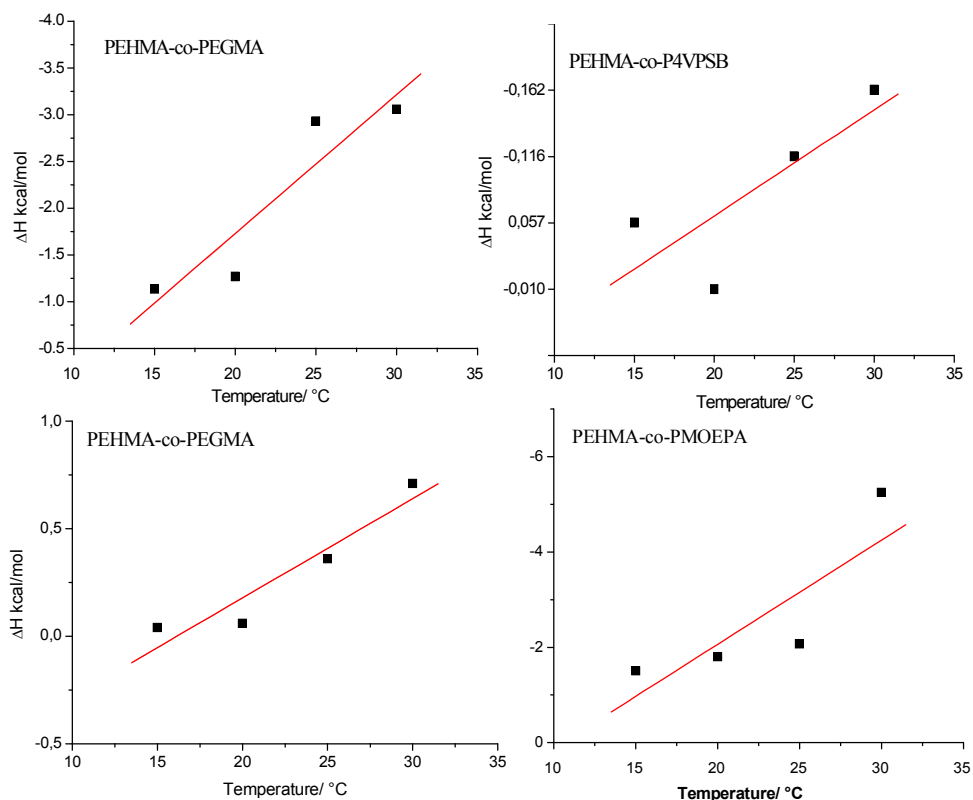 PEHMA-co-PEGMA
ΔH kcal/mol
-4.0
-3.5
-3.0
-2.5
-2.0
-1.5
-1.0
-0.5
10 15 20 25 30 35
Temperature/ °C
PEHMA-co-P4VPSB
ΔH kcal/mol
-0,162
-0,116
0,057
-0,010
10 15 20 25 30 35
Temperature/ °C
PEHMA-co-PEGMA
ΔH kcal/mol
1,0
0,5
0,0
-0,5
10 15 20 25 30 35
Temperature/ °C
PEHMA-co-PMOEPA
-6
-4
-2
0
10 15 20 25 30 35
Temperature/ °C